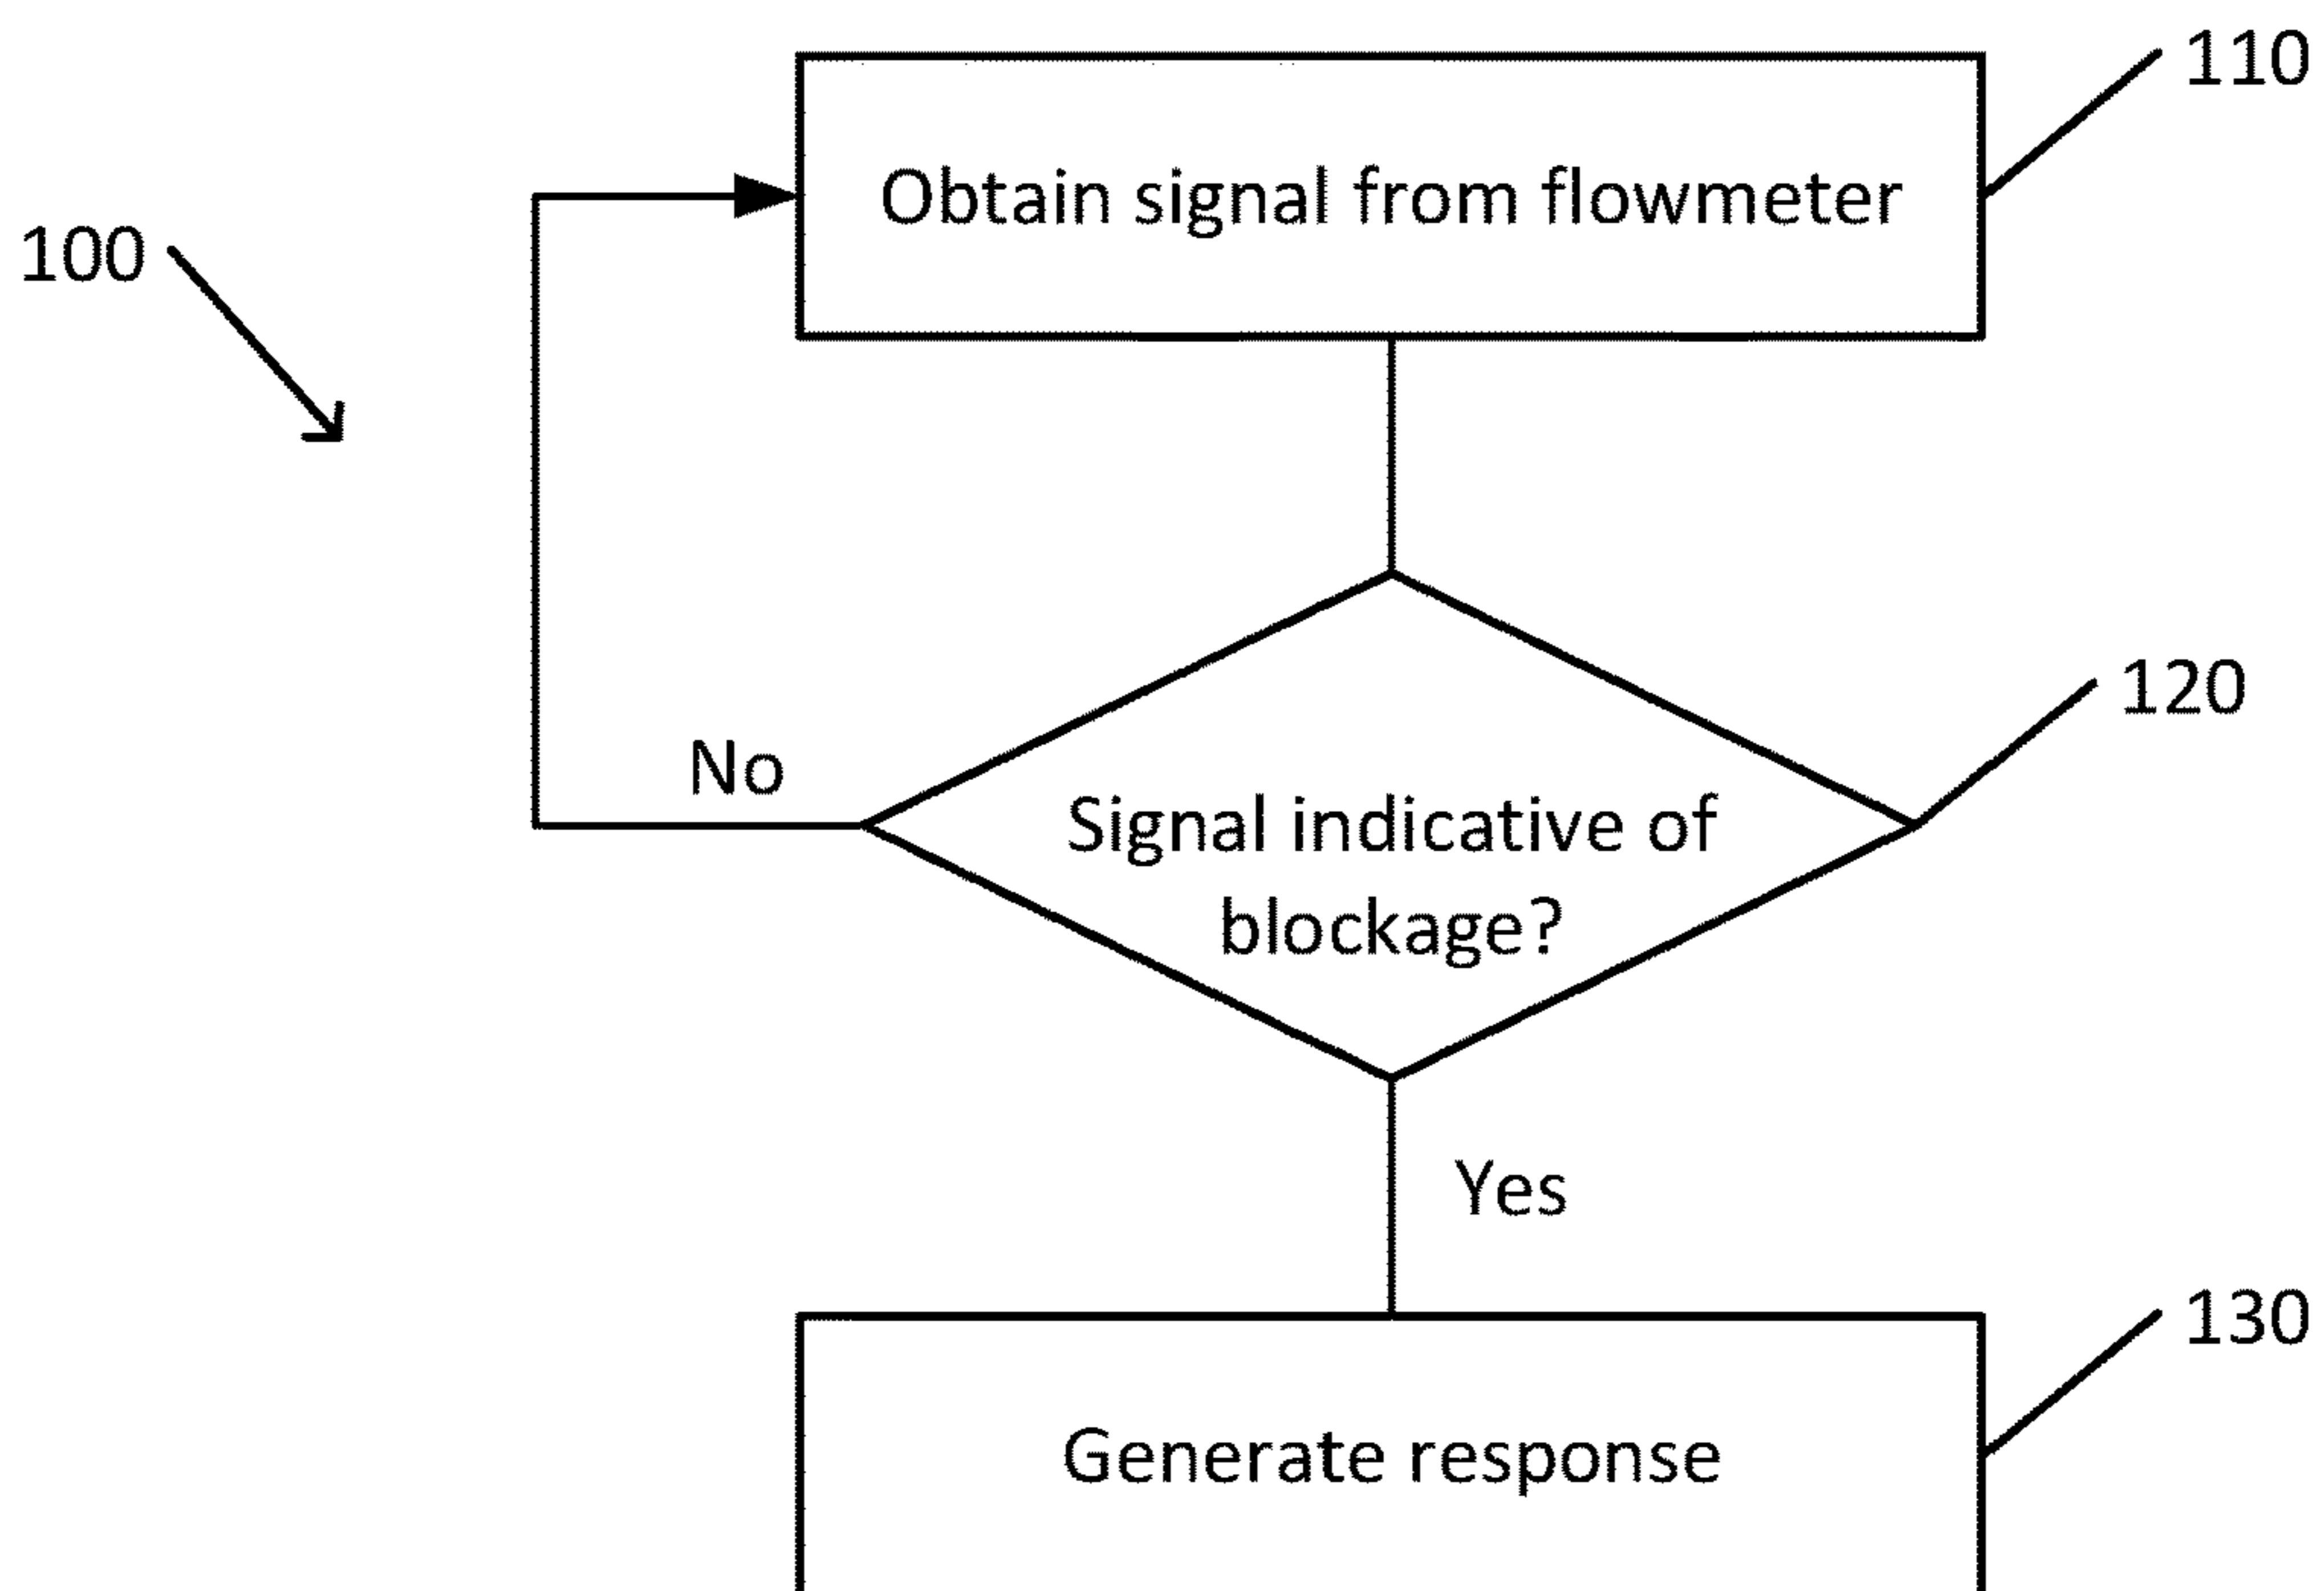 110
Obtain signal from flowmeter
100
120
No
Signal indicative of
blockage?
Yes
130
Generate response